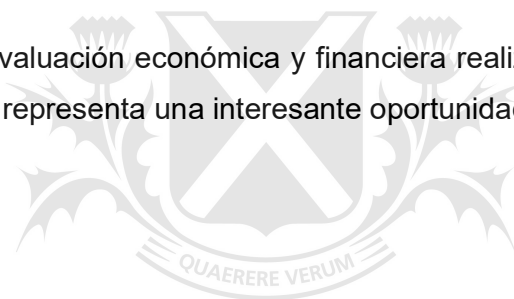 valuación económica y financiera realiz
representa una interesante oportunidad
QUAERERE VERUM